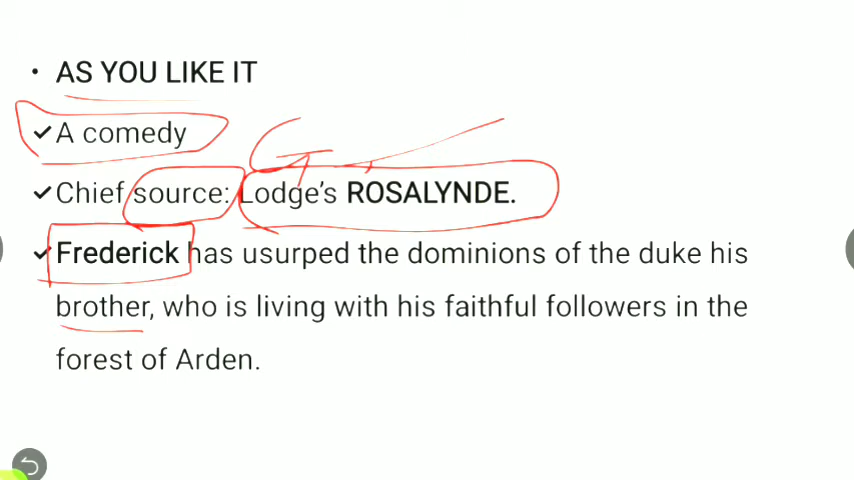 • AS YOU LIKE IT
✓A comedy
✓Chief source: Lodge's ROSALYNDE.
✓Frederick has usurped the dominions of the duke his
brother, who is living with his faithful followers in the
forest of Arden.